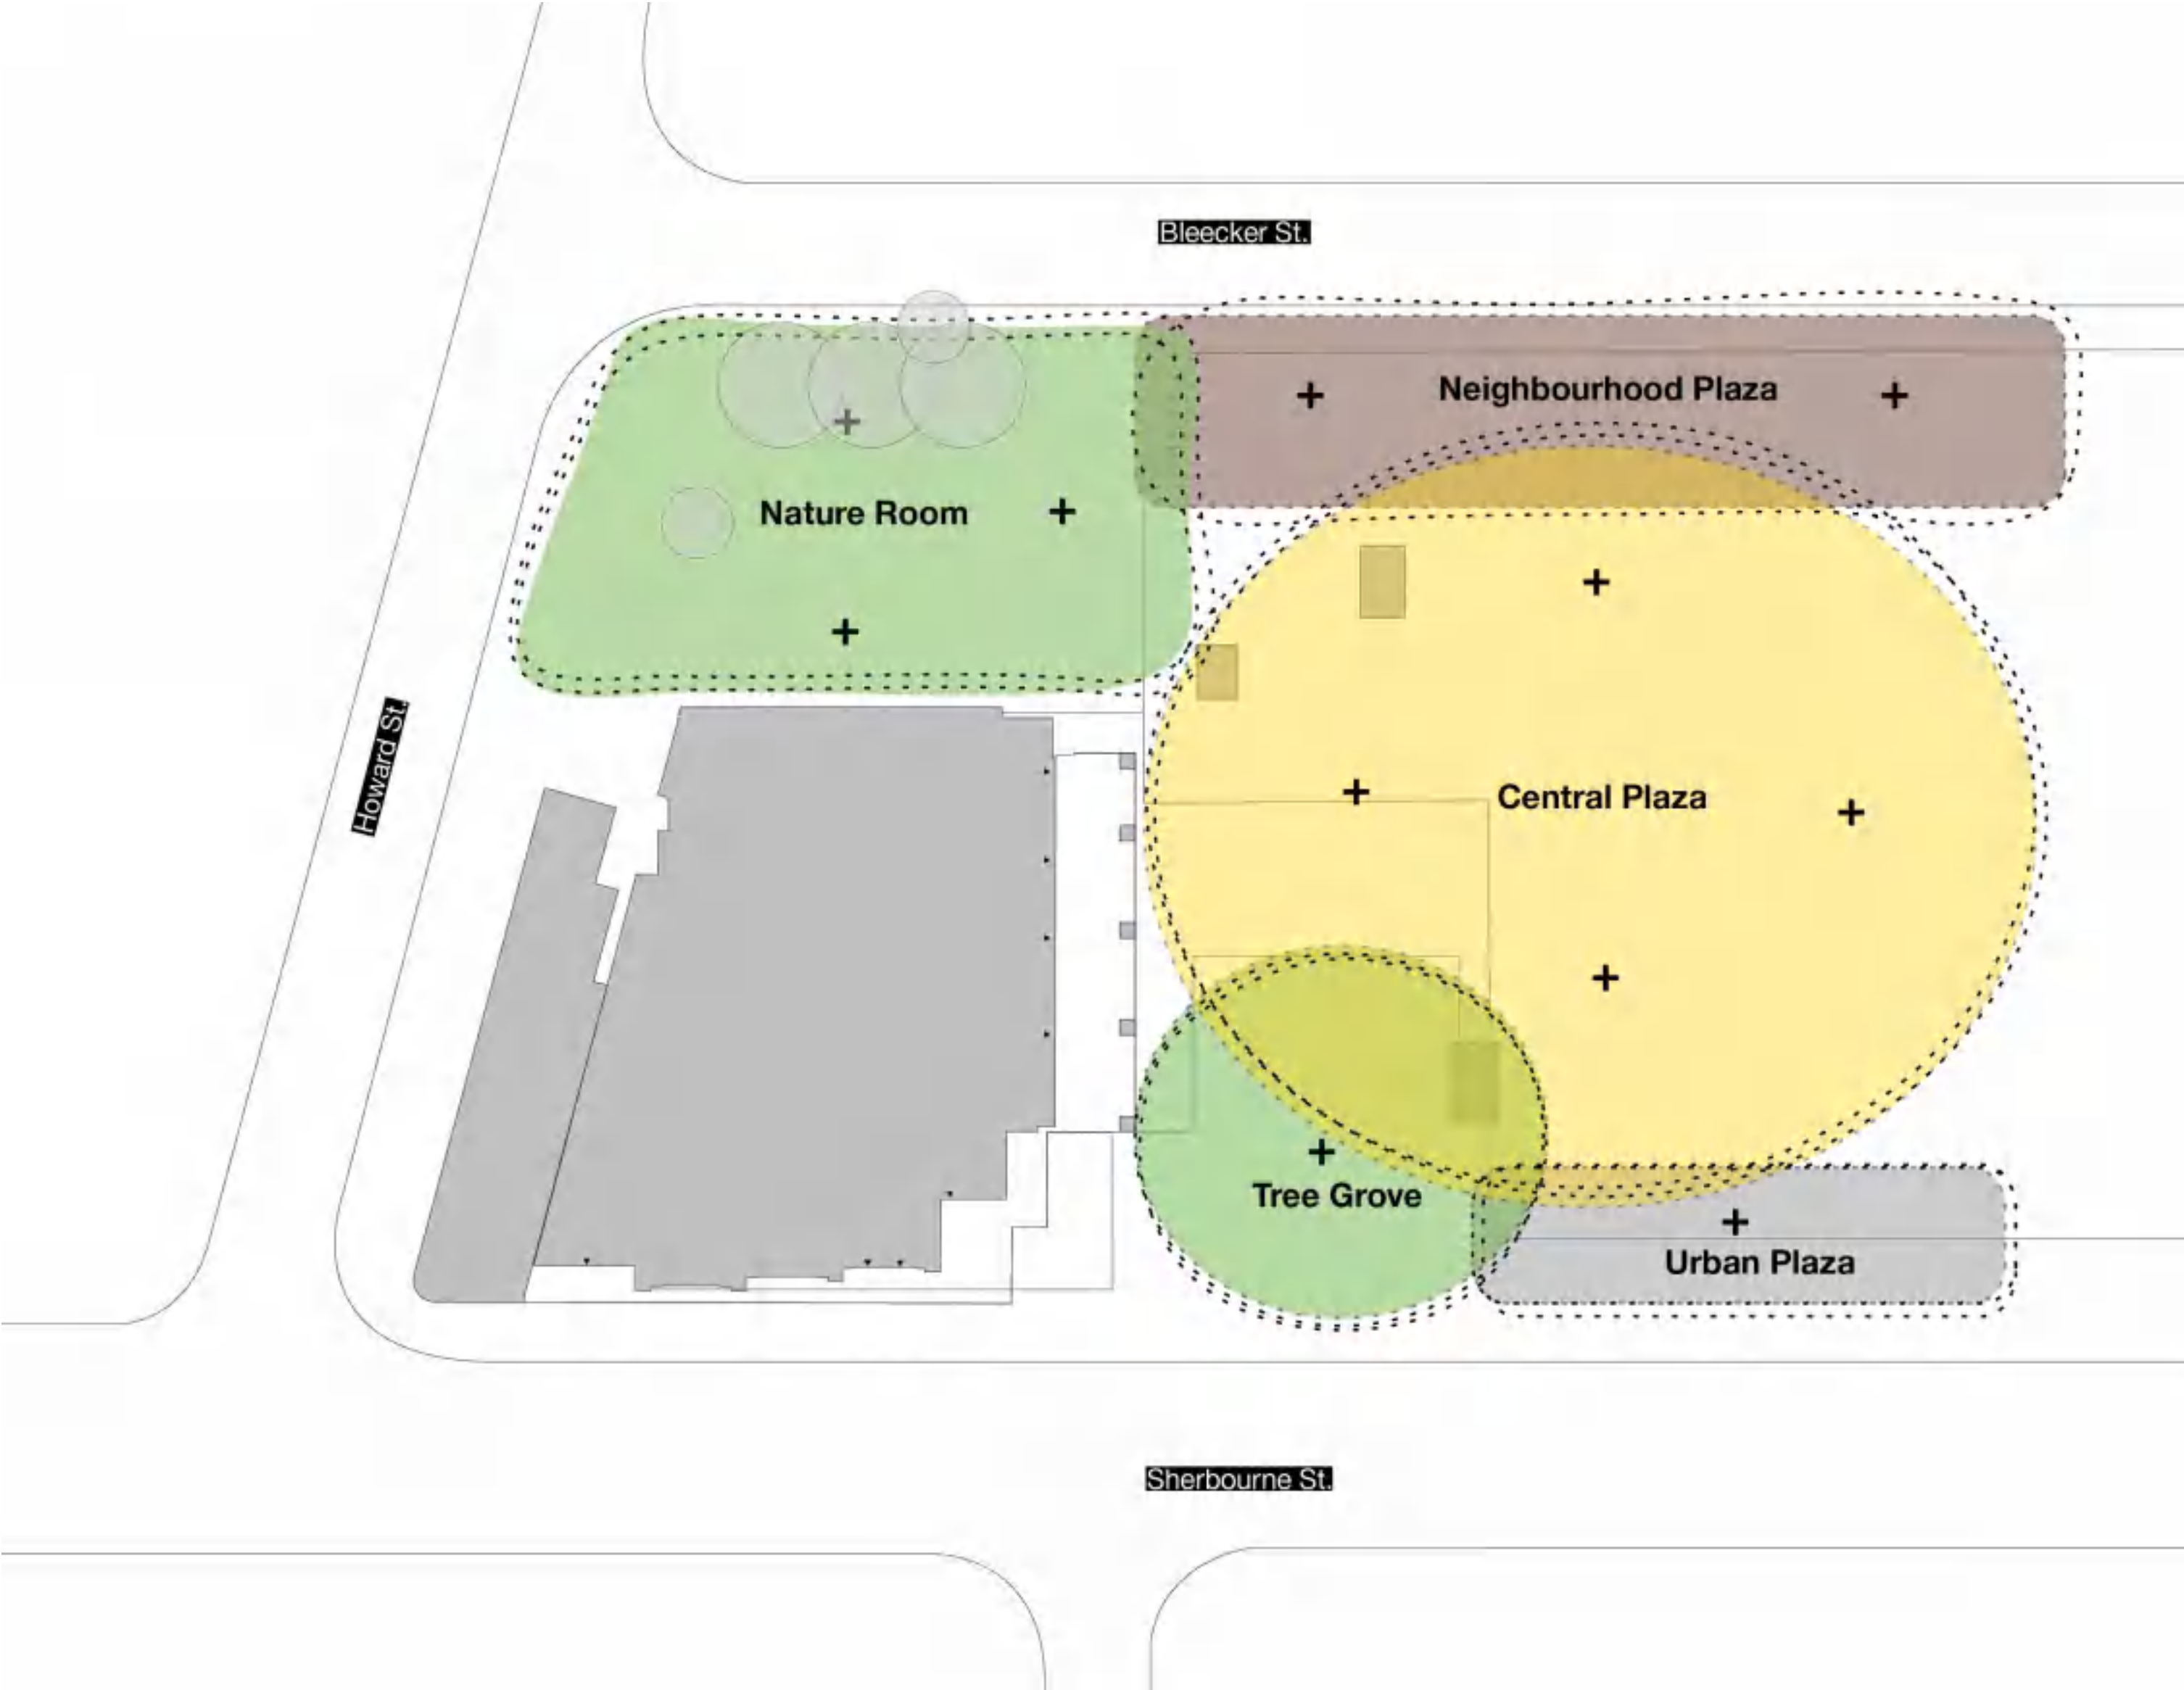 Bleecker St.
Neighbourhood Plaza
Nature Room
Howard St.
Central Plaza
Tree Grove
Urban Plaza
Sherbourne St.